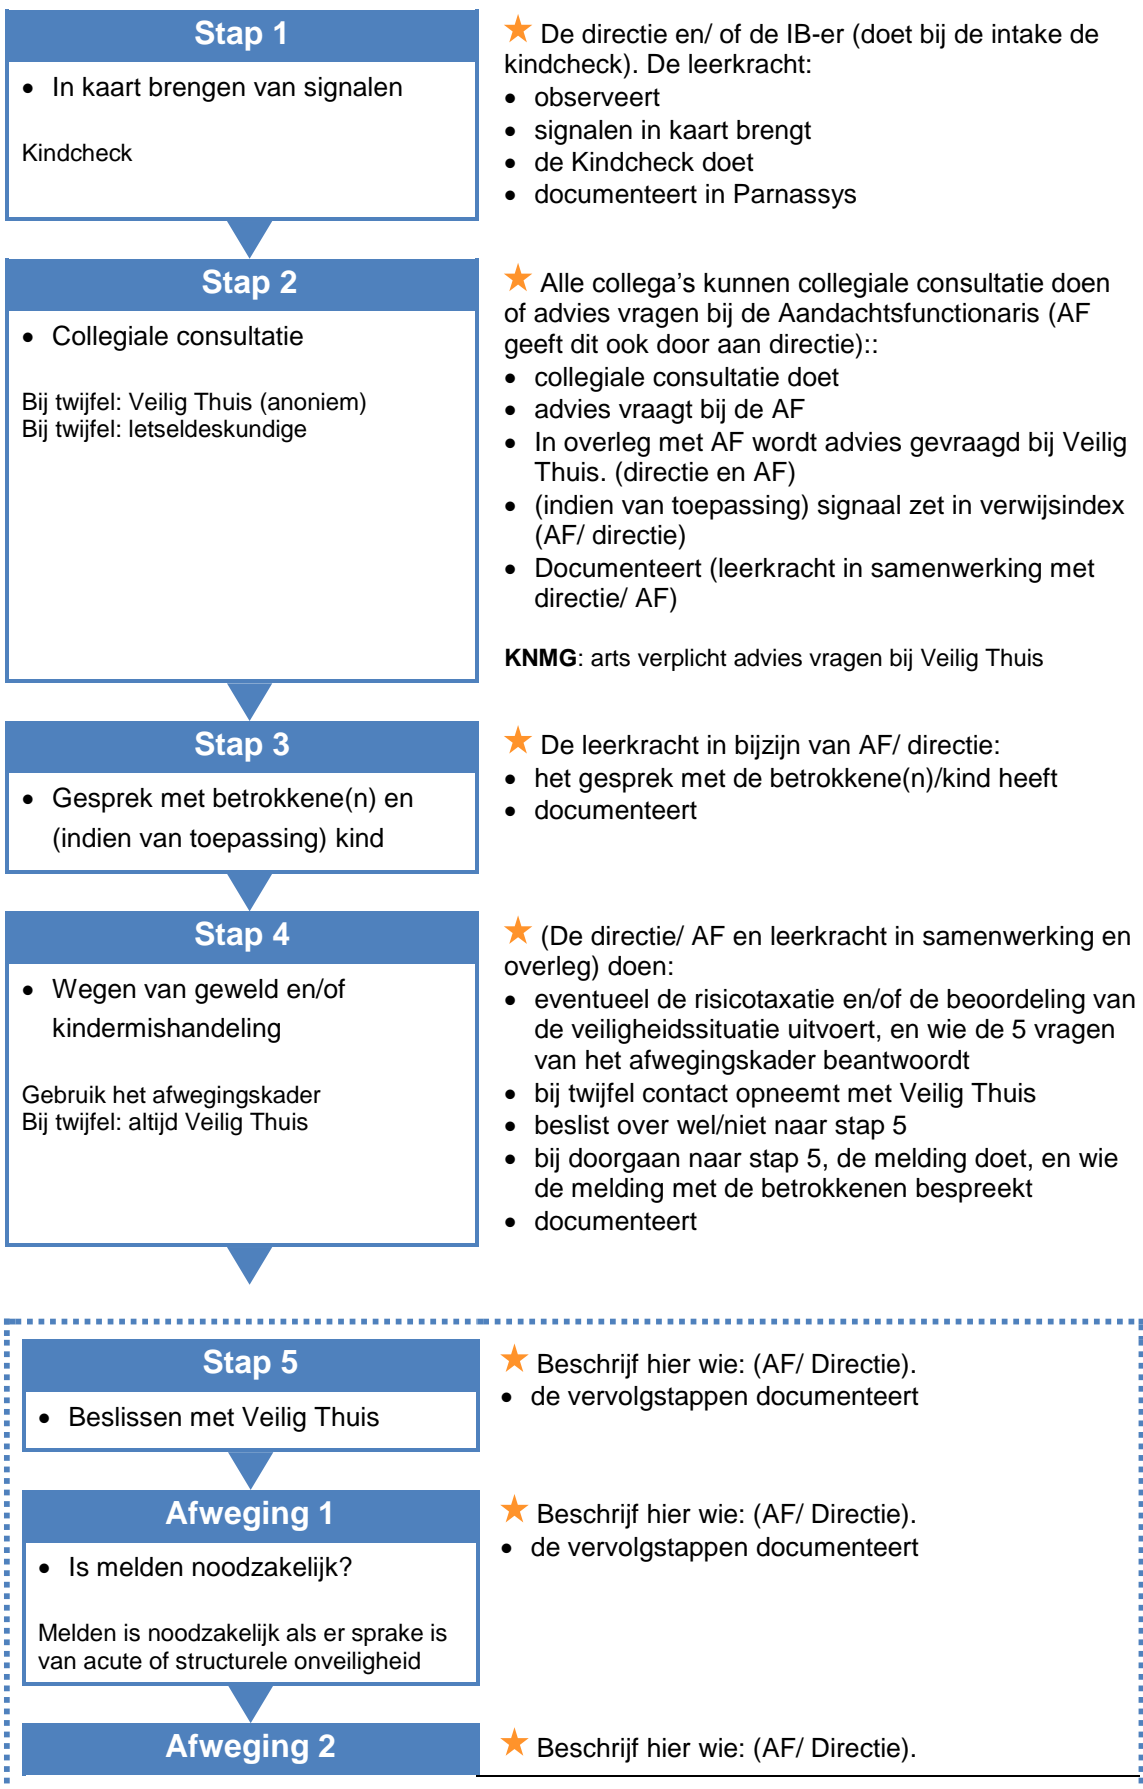 Stap 1
• In kaart brengen van signalen
Kindcheck
★ De directie en/ of de IB-er (doet bij de intake de
kindcheck). De leerkracht:
• observeert
• signalen in kaart brengt
• de Kindcheck doet
• documenteert in Parnassys
Stap 2
• Collegiale consultatie
Bij twijfel: Veilig Thuis (anoniem)
Bij twijfel: letseldeskundige
★ Alle collega’s kunnen collegiale consultatie doen
of advies vragen bij de Aandachtsfunctionaris (AF
geeft dit ook door aan directie)::
• collegiale consultatie doet
• advies vraagt bij de AF
• In overleg met AF wordt advies gevraagd bij Veilig
Thuis. (directie en AF)
• (indien van toepassing) signaal zet in verwijsindex
(AF/ directie)
• Documenteert (leerkracht in samenwerking met
directie/ AF)
KNMG: arts verplicht advies vragen bij Veilig Thuis
Stap 3
• Gesprek met betrokkene(n) en
(indien van toepassing) kind
★ De leerkracht in bijzijn van AF/ directie:
• het gesprek met de betrokkene(n)/kind heeft
• documenteert
Stap 4
• Wegen van geweld en/of
kindermishandeling
Gebruik het afwegingskader
Bij twijfel: altijd Veilig Thuis
★ (De directie/ AF en leerkracht in samenwerking en
overleg) doen:
• eventueel de risicotaxatie en/of de beoordeling van
de veiligheidssituatie uitvoert, en wie de 5 vragen
van het afwegingskader beantwoordt
• bij twijfel contact opneemt met Veilig Thuis
• beslist over wel/niet naar stap 5
• bij doorgaan naar stap 5, de melding doet, en wie
de melding met de betrokkenen bespreekt
• documenteert
Stap 5
• Beslissen met Veilig Thuis
★ Beschrijf hier wie: (AF/ Directie).
• de vervolgstappen documenteert
Afweging 1
• Is melden noodzakelijk?
Melden is noodzakelijk als er sprake is
van acute of structurele onveiligheid
★ Beschrijf hier wie: (AF/ Directie).
• de vervolgstappen documenteert
Afweging 2
★ Beschrijf hier wie: (AF/ Directie).